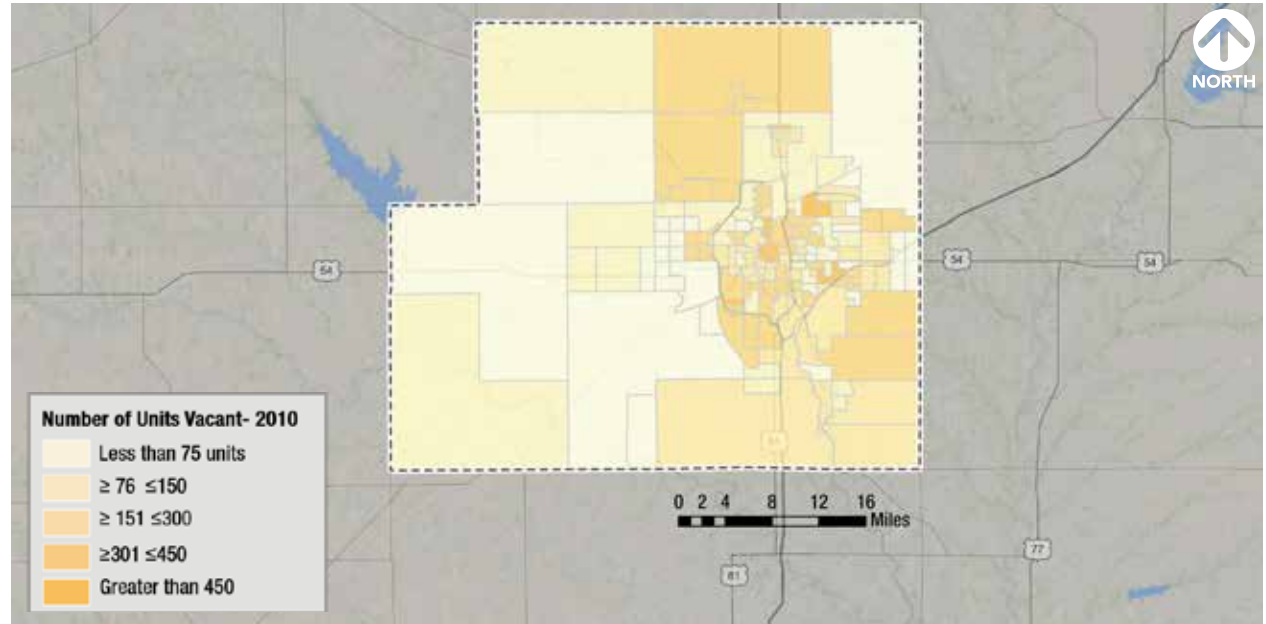 NORTH
54
54
54
Number of Units Vacant- 2010
Less than 75 units
≥ 76 ≤150
≥ 151 ≤300
≥301 ≤450
Greater than 450
0 2 4 8 12 16
Miles
77
81